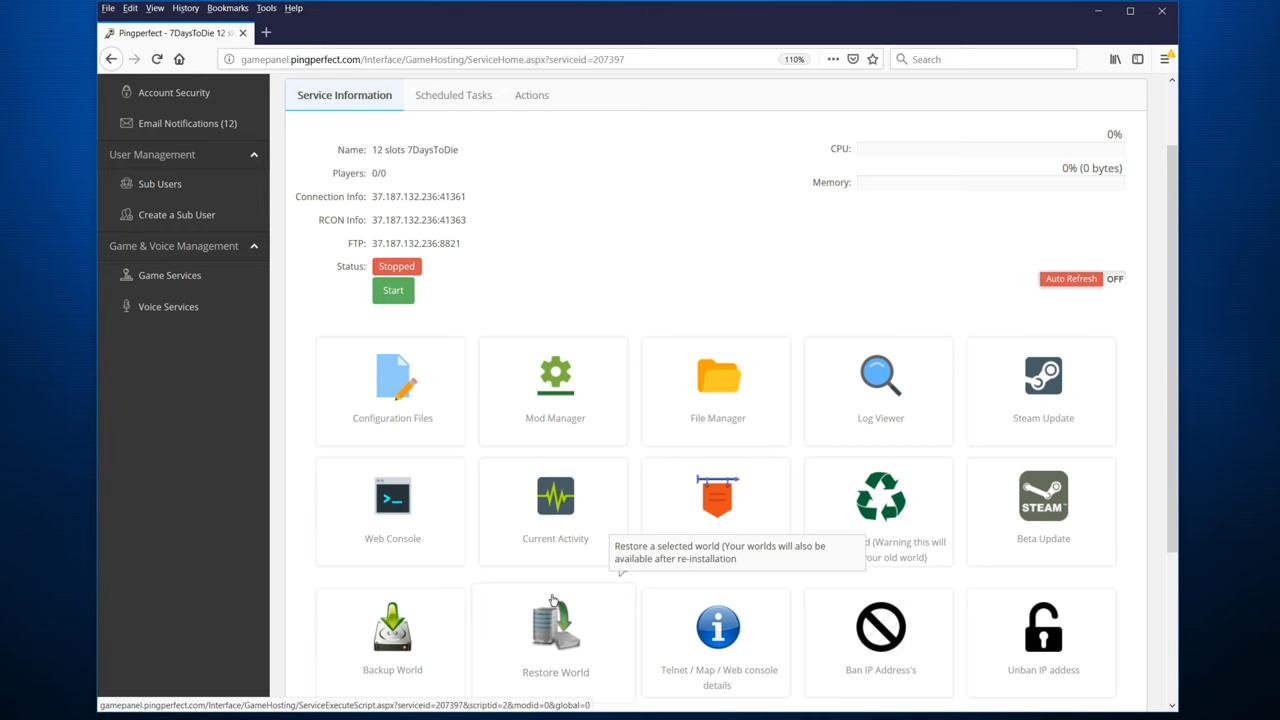 File Edit View History Bookmarks Tools Help
Pingperfect - 7DaysToDie 12 sl
gamepanel.pingperfect.com/Interface/GameHosting/ServiceHome.aspx?serviceid=207397
110%
Search
Account Security
Email Notifications (12)
User Management
Sub Users
Create a Sub User
Game & Voice Management
Game Services
Voice Services
Service Information
Scheduled Tasks
Actions
Name: 12 slots 7DaysToDie
Players: 0/0
Connection Info: 37.187.132.236:41361
RCON Info: 37.187.132.236:41363
FTP: 37.187.132.236:8821
Status: Stopped
Start
0%
CPU:
0% (0 bytes)
Memory:
Auto Refresh OFF
Configuration Files
Mod Manager
File Manager
Log Viewer
Steam Update
Web Console
Current Activity
Restore a selected world (Your worlds will also be
available after re-installation
d (Warning this will
your old world)
STEAM
Beta Update
Backup World
Restore World
Telnet / Map / Web console
details
Ban IP Address's
Unban IP addess
gamepanel.pingperfect.com/Interface/GameHosting/ServiceExecuteScript.aspx?serviceid=207397&scriptid=2&modid=0&global=0